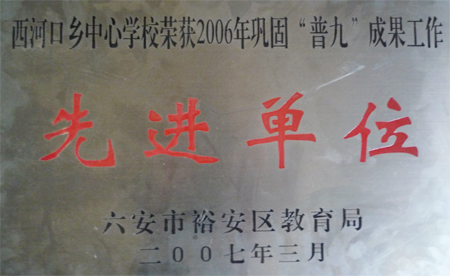 西河口乡中心学校荣获2006年巩固“普九”成果工作
先进单位
六安市裕安区教育局
二〇〇七年三月